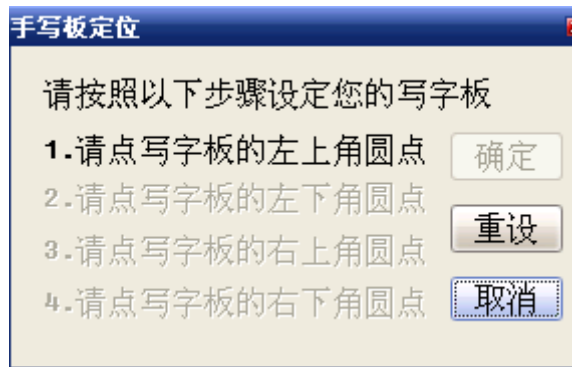 手写板定位
请按照以下步骤设定您的写字板
1.请点写字板的左上角圆点
确定
2.请点写字板的左下角圆点
重设
3.请点写字板的右上角圆点
4.请点写字板的右下角圆点
取消